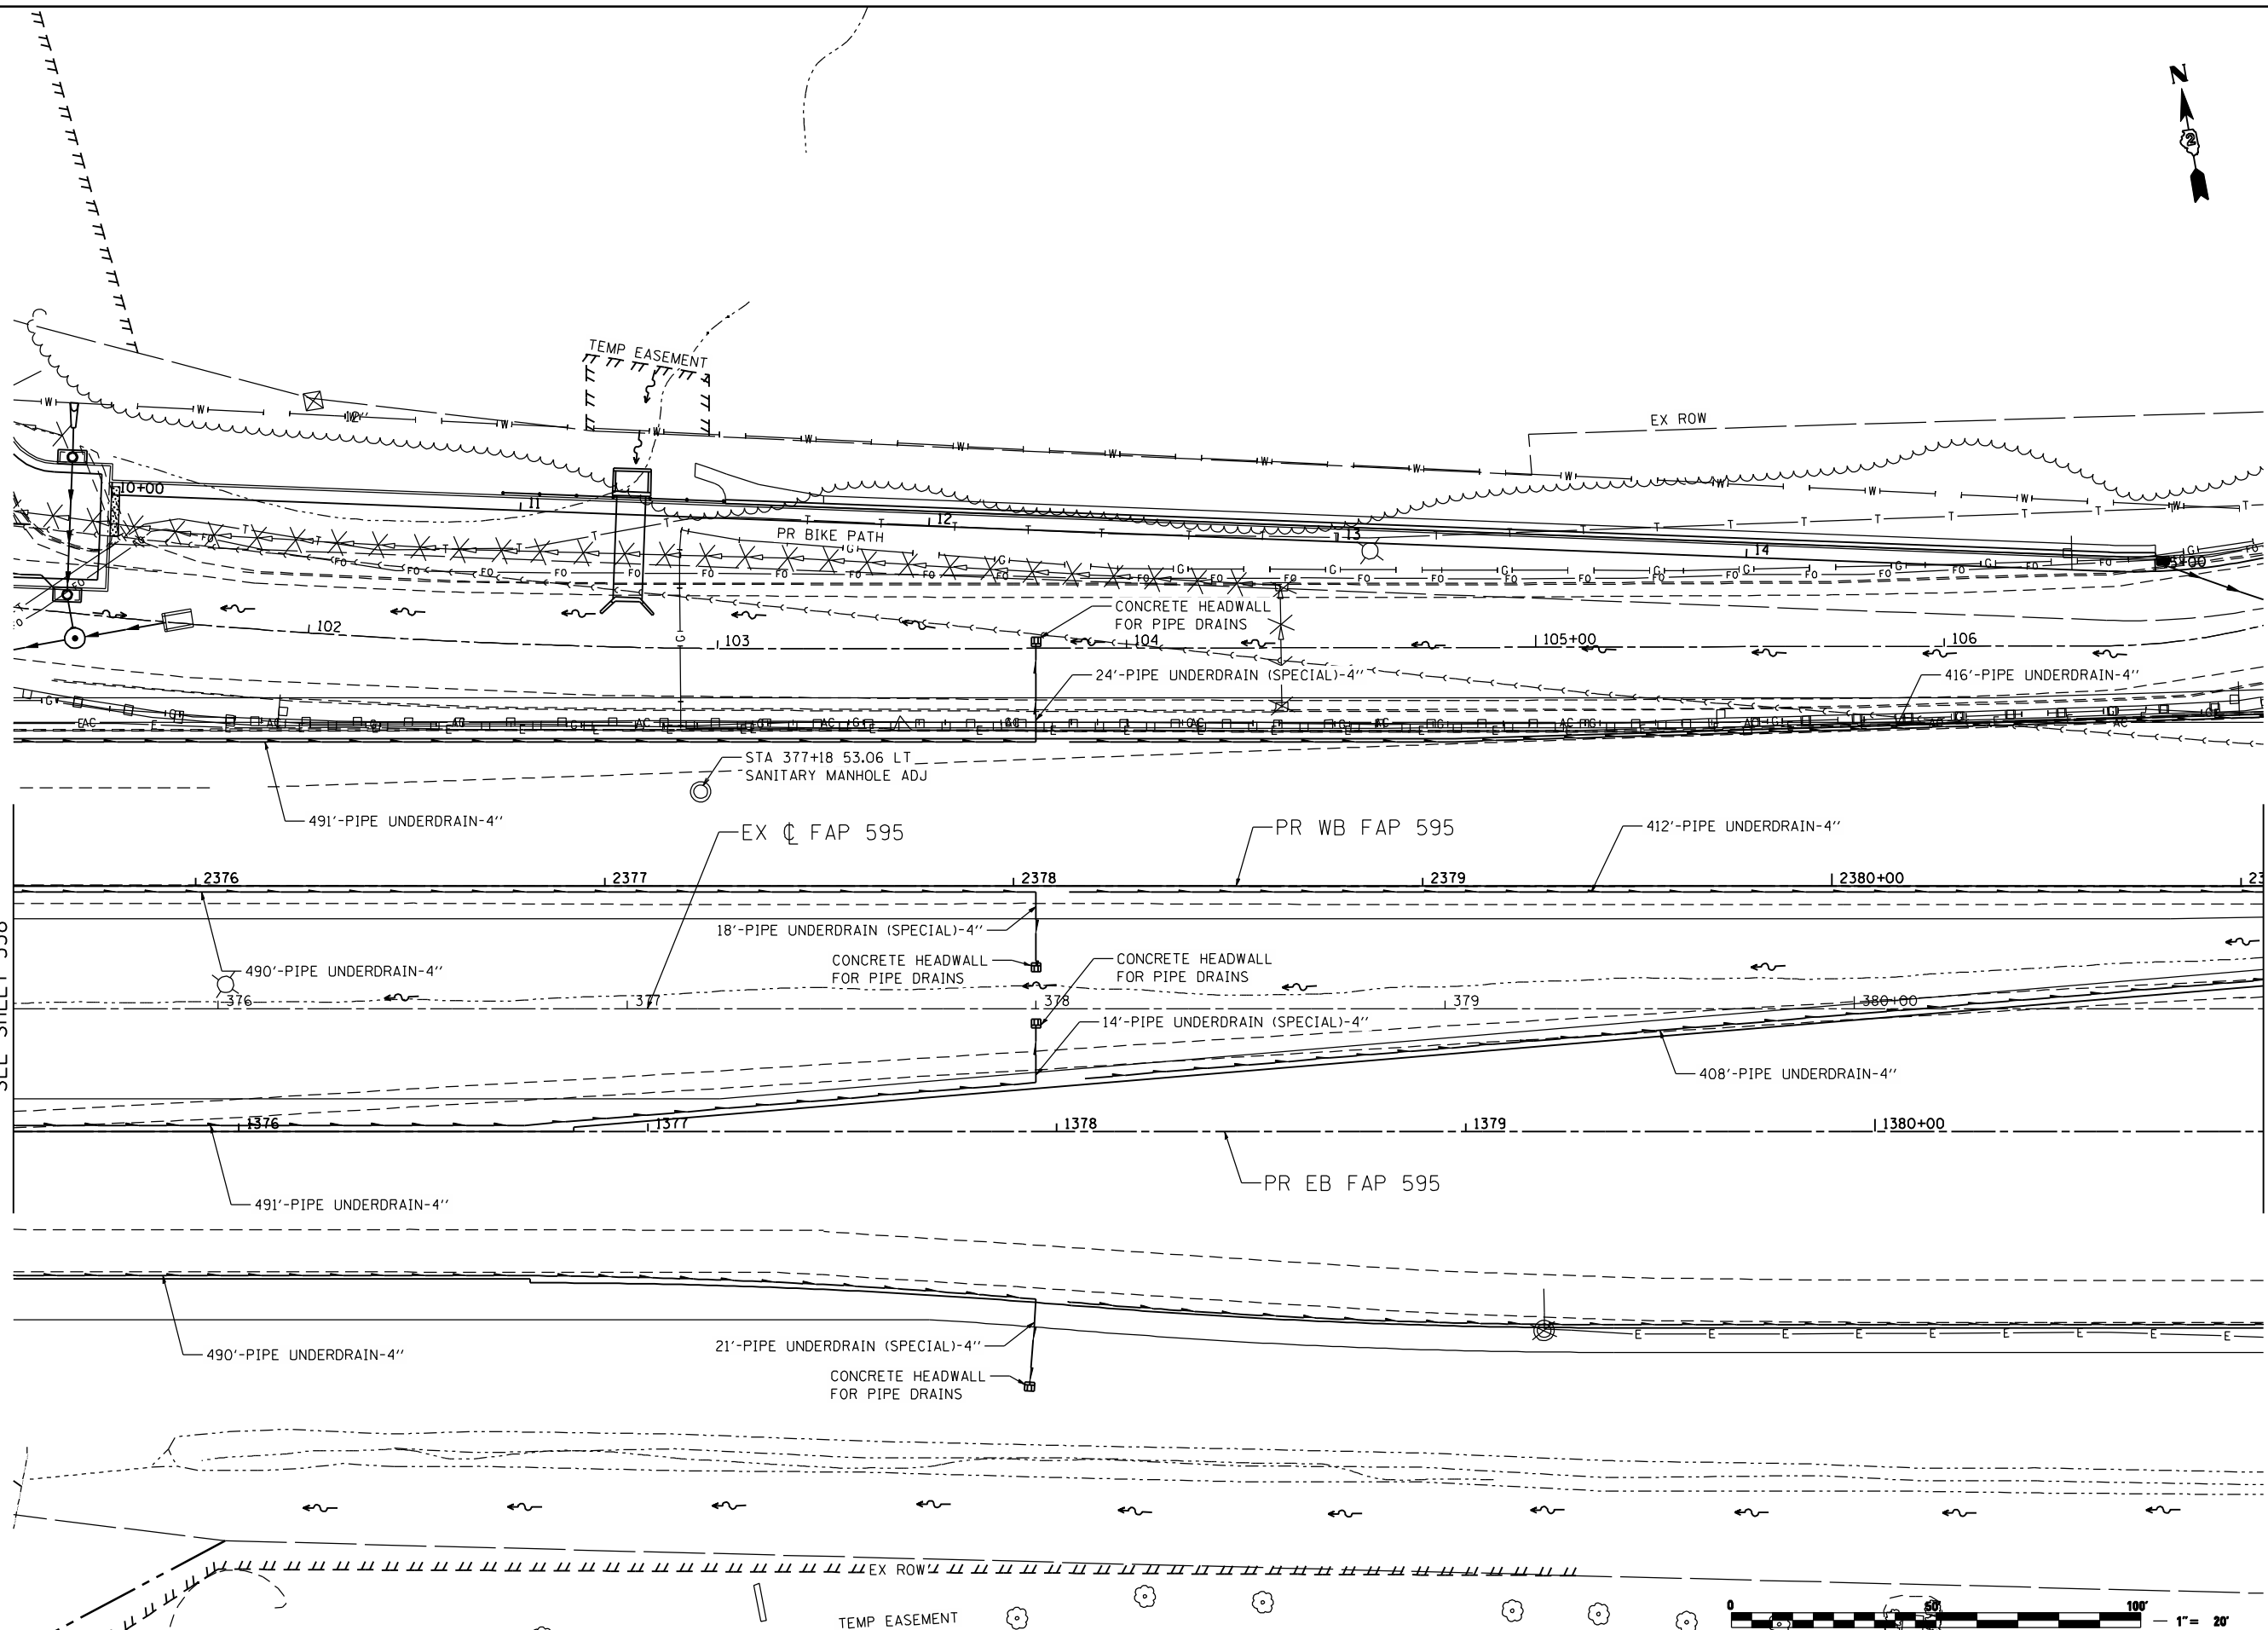 N
2
TEMP EASEMENT
EX ROW
12"
10+00
11
12
13
14
PR BIKE PATH
CONCRETE HEADWALL
FOR PIPE DRAINS
102
103
104
105+00
106
24'-PIPE UNDERDRAIN (SPECIAL)-4''
416'-PIPE UNDERDRAIN-4''
STA 377+18 53.06 LT
SANITARY MANHOLE ADJ
491'-PIPE UNDERDRAIN-4''
EX ℄ FAP 595
PR WB FAP 595
412'-PIPE UNDERDRAIN-4''
2376
2377
2378
2379
2380+00
18'-PIPE UNDERDRAIN (SPECIAL)-4''
490'-PIPE UNDERDRAIN-4''
CONCRETE HEADWALL
FOR PIPE DRAINS
CONCRETE HEADWALL
FOR PIPE DRAINS
376
377
378
379
380+00
14'-PIPE UNDERDRAIN (SPECIAL)-4''
408'-PIPE UNDERDRAIN-4''
1376
1377
1378
1379
1380+00
PR EB FAP 595
491'-PIPE UNDERDRAIN-4''
490'-PIPE UNDERDRAIN-4''
21'-PIPE UNDERDRAIN (SPECIAL)-4''
CONCRETE HEADWALL
FOR PIPE DRAINS
EX ROW
TEMP EASEMENT
0 50' 100'
1"= 20'